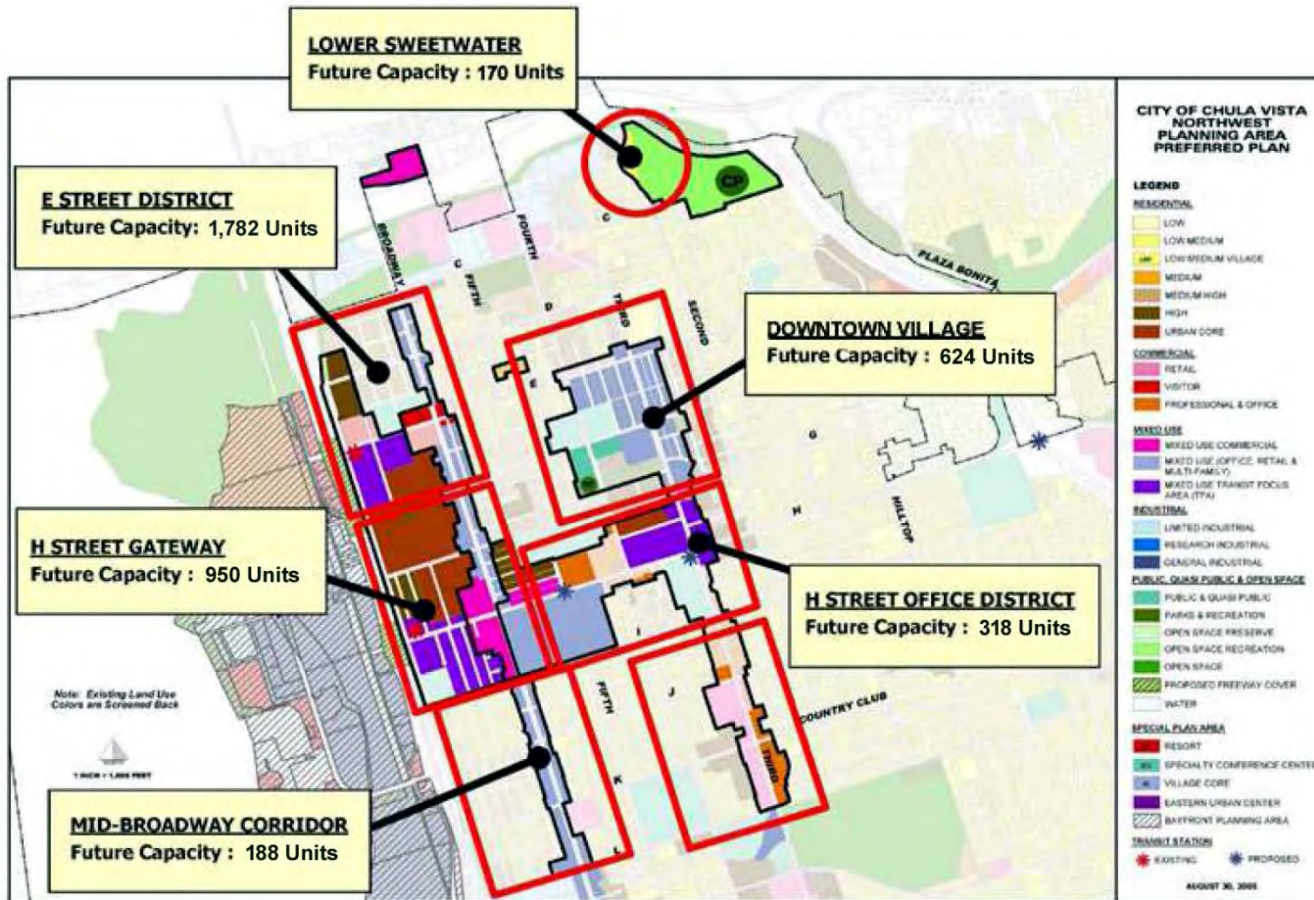 LOWER SWEETWATER
Future Capacity : 170 Units
E STREET DISTRICT
Future Capacity: 1,782 Units
DOWNTOWN VILLAGE
Future Capacity : 624 Units
H STREET GATEWAY
Future Capacity : 950 Units
H STREET OFFICE DISTRICT
Future Capacity : 318 Units
MID-BROADWAY CORRIDOR
Future Capacity : 188 Units
BROADWAY
FIFTH
FOURTH
THIRD
SECOND
C
D
E
G
H
I
J
K
L
CP
PLAZA BONITA
HILLTOP
FIFTH
COUNTRY CLUB
THIRD
Note: Existing Land Use
Colors are Screened Back
CITY OF CHULA VISTA
NORTHWEST
PLANNING AREA
PREFERRED PLAN
LEGEND
RESIDENTIAL
LOW
LOW MEDIUM
LOW MEDIUM VILLAGE
MEDIUM
MEDIUM HIGH
HIGH
URBAN CORE
COMMERCIAL
RETAIL
VISITOR
PROFESSIONAL & OFFICE
MIXED USE
MIXED USE COMMERCIAL
MIXED USE (OFFICE, RETAIL &
MULTI-FAMILY)
MIXED USE TRANSIT FOCUS
AREA (TFA)
INDUSTRIAL
LIMITED INDUSTRIAL
RESEARCH INDUSTRIAL
GENERAL INDUSTRIAL
PUBLIC, QUASI PUBLIC & OPEN SPACE
PUBLIC & QUASI PUBLIC
PARKS & RECREATION
OPEN SPACE PRESERVE
OPEN SPACE RECREATION
OPEN SPACE
PROPOSED FREEWAY COVER
WATER
SPECIAL PLAN AREA
RESORT
SPECIALTY CONFERENCE CENTER
VILLAGE CORE
EASTERN URBAN CENTER
BAYFRONT PLANNING AREA
TRANSIT STATION
EXISTING
PROPOSED
AUGUST 30, 2005